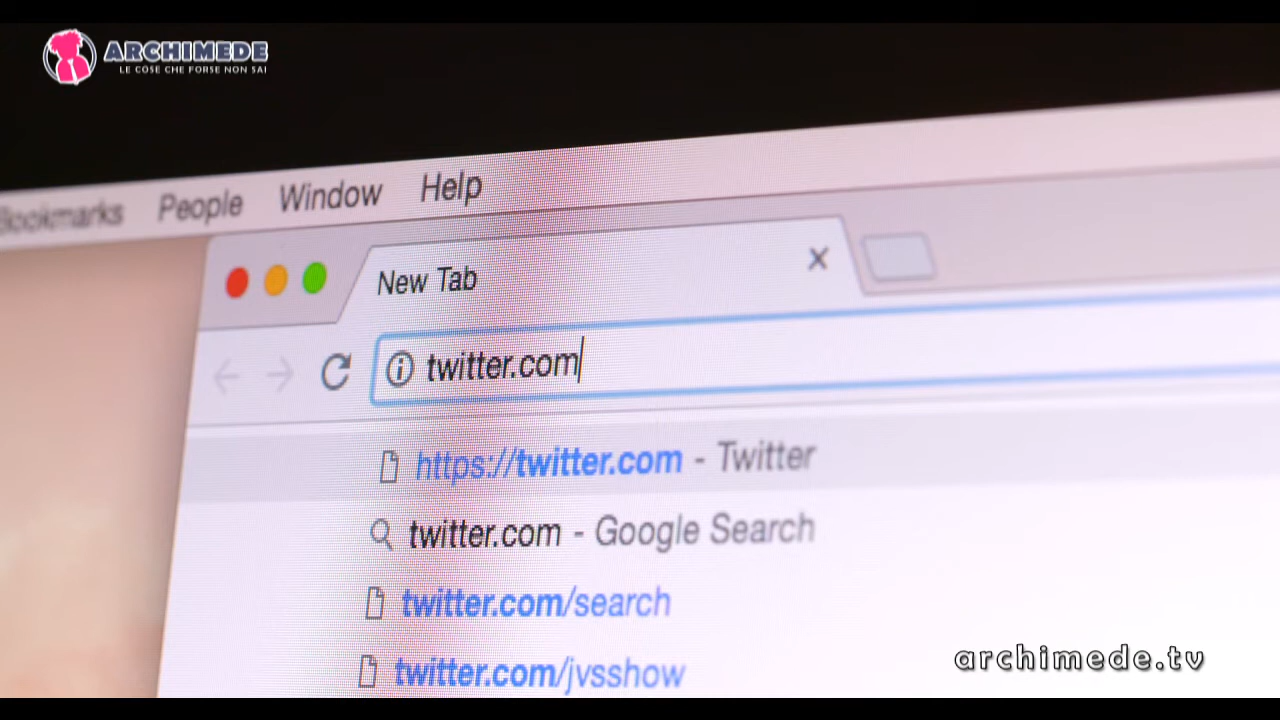 ARCHIMEDE
LE COSE CHE FORSE NON SAI
Bookmarks People Window Help
New Tab
twitter.com
https://twitter.com - Twitter
twitter.com - Google Search
twitter.com/search
twitter.com/jvsshow
archimede.tv